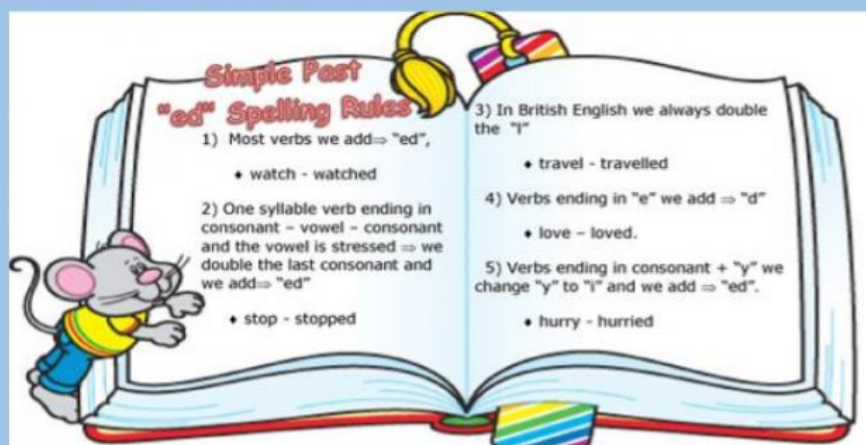 Simple Past
"ed" Spelling Rules
1) Most verbs we add⇒ "ed",
♦ watch - watched
2) One syllable verb ending in
consonant – vowel – consonant
and the vowel is stressed ⇒ we
double the last consonant and
we add⇒ "ed"
♦ stop - stopped
3) In British English we always double
the "l"
♦ travel - travelled
4) Verbs ending in "e" we add ⇒ "d"
♦ love – loved.
5) Verbs ending in consonant + "y" we
change "y" to "i" and we add ⇒ "ed".
♦ hurry - hurried